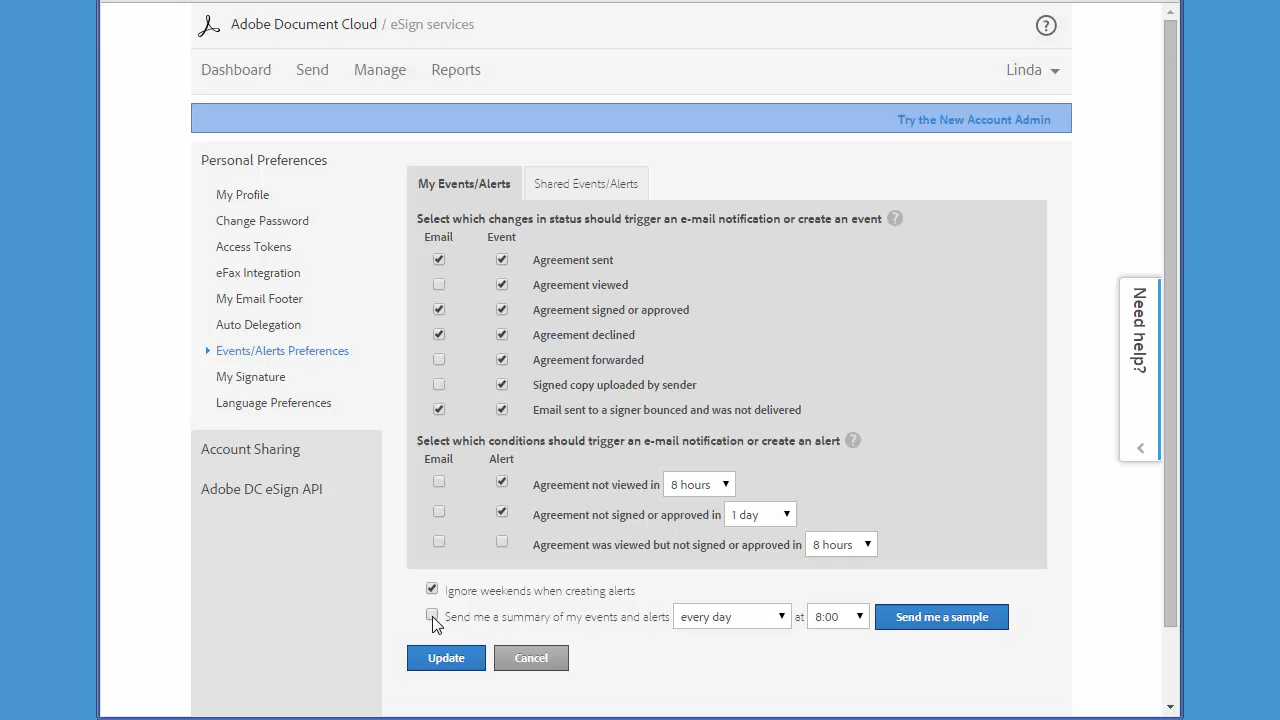 Adobe Document Cloud / eSign services
?
Dashboard Send Manage Reports Linda
Try the New Account Admin
Personal Preferences
My Profile
Change Password
Access Tokens
eFax Integration
My Email Footer
Auto Delegation
Events/Alerts Preferences
My Signature
Language Preferences
Account Sharing
Adobe DC eSign API
My Events/Alerts Shared Events/Alerts
Select which changes in status should trigger an e-mail notification or create an event ?
Email Event
Agreement sent
Agreement viewed
Agreement signed or approved
Agreement declined
Agreement forwarded
Signed copy uploaded by sender
Email sent to a signer bounced and was not delivered
Select which conditions should trigger an e-mail notification or create an alert ?
Email Alert
Agreement not viewed in 8 hours
Agreement not signed or approved in 1 day
Agreement was viewed but not signed or approved in 8 hours
Ignore weekends when creating alerts
Send me a summary of my events and alerts every day at 8:00 Send me a sample
Update Cancel
Need help?